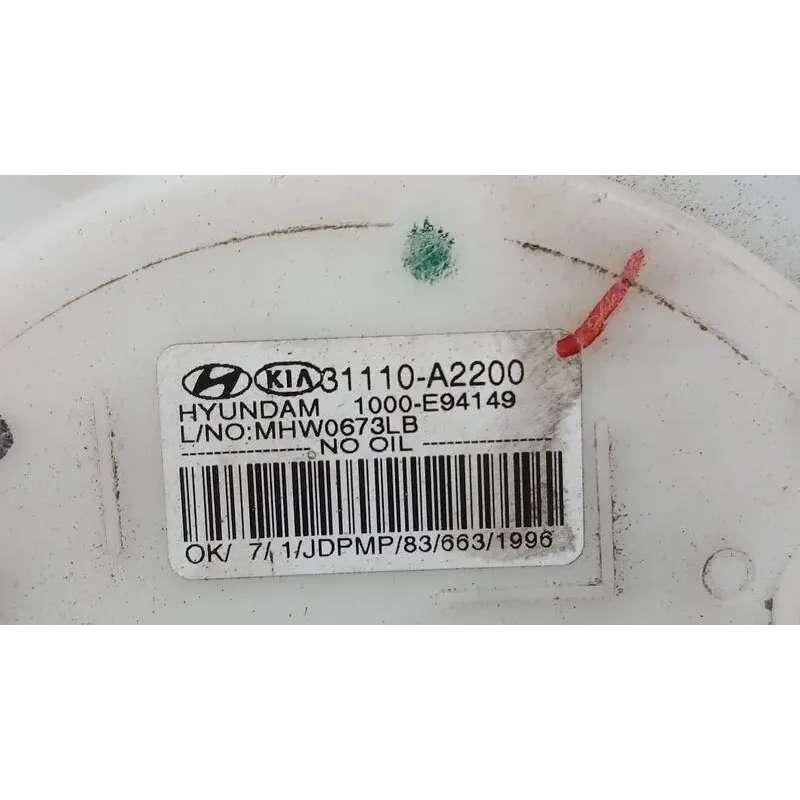 KIA 31110-A2200
HYUNDAM 1000-E94149
L/NO:MHW0673LB
NO OIL
OK/ 7/ 1/JDPMP/83/663/1996